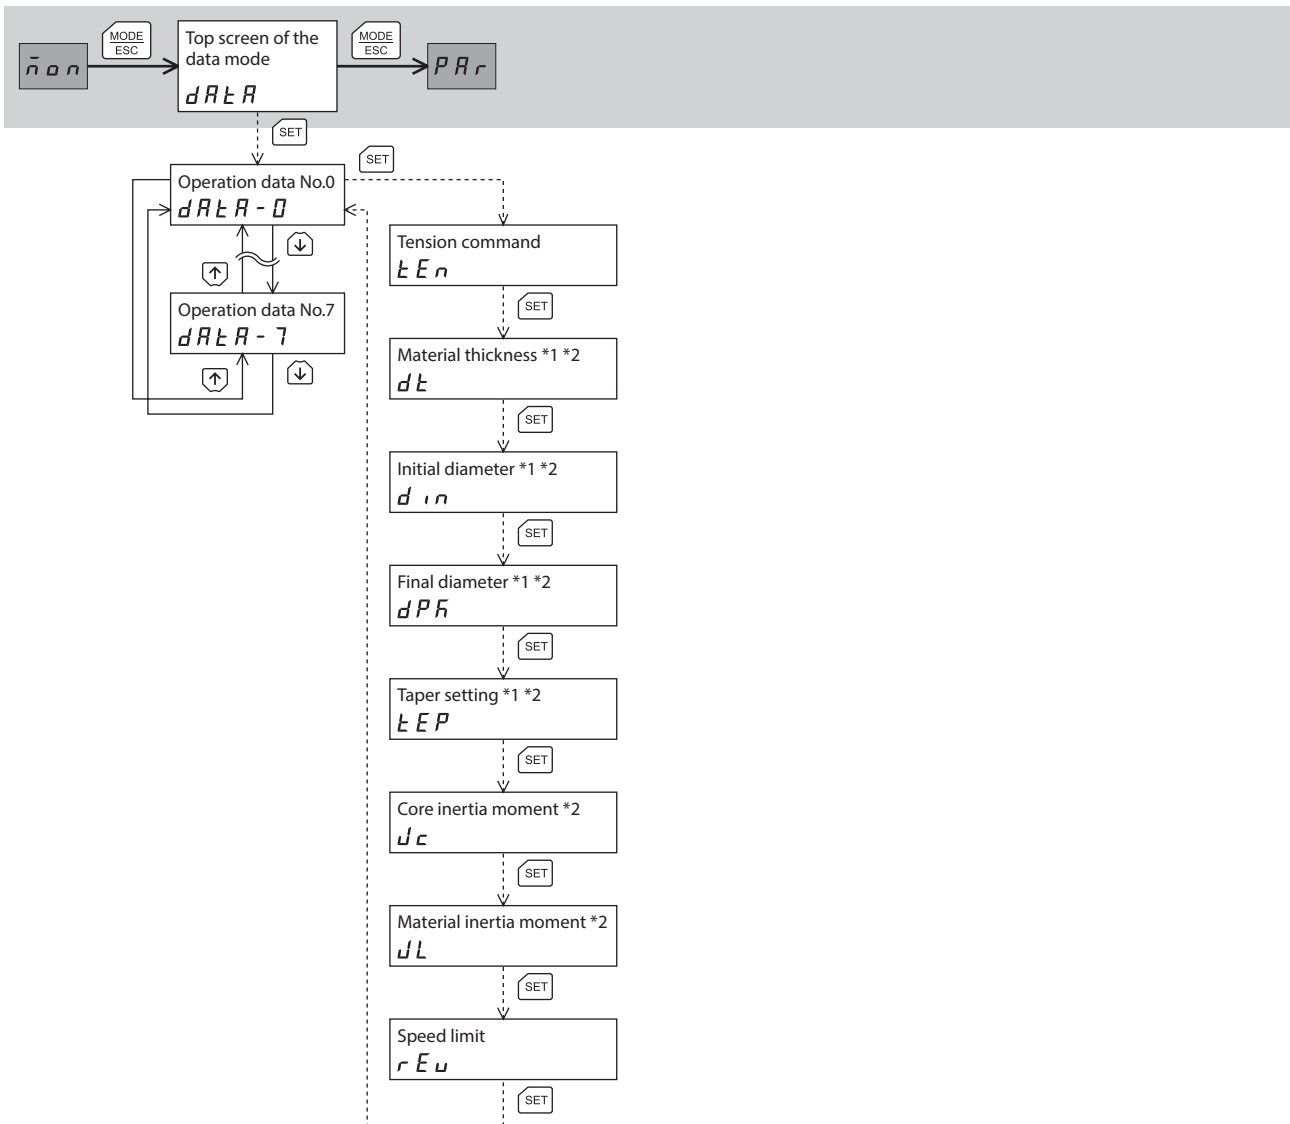 MODE
ESC
Top screen of the
data mode
MODE
ESC
mon
dAtA
PAr
SET
SET
Operation data No.0
dAtA-0
Tension command
tEn
SET
Operation data No.7
dAtA-7
Material thickness *1 *2
dt
SET
Initial diameter *1 *2
d in
SET
Final diameter *1 *2
SET
Taper setting *1 *2
tEP
SET
Core inertia moment *2
Jc
SET
Material inertia moment *2
JL
SET
Speed limit
rEv
SET